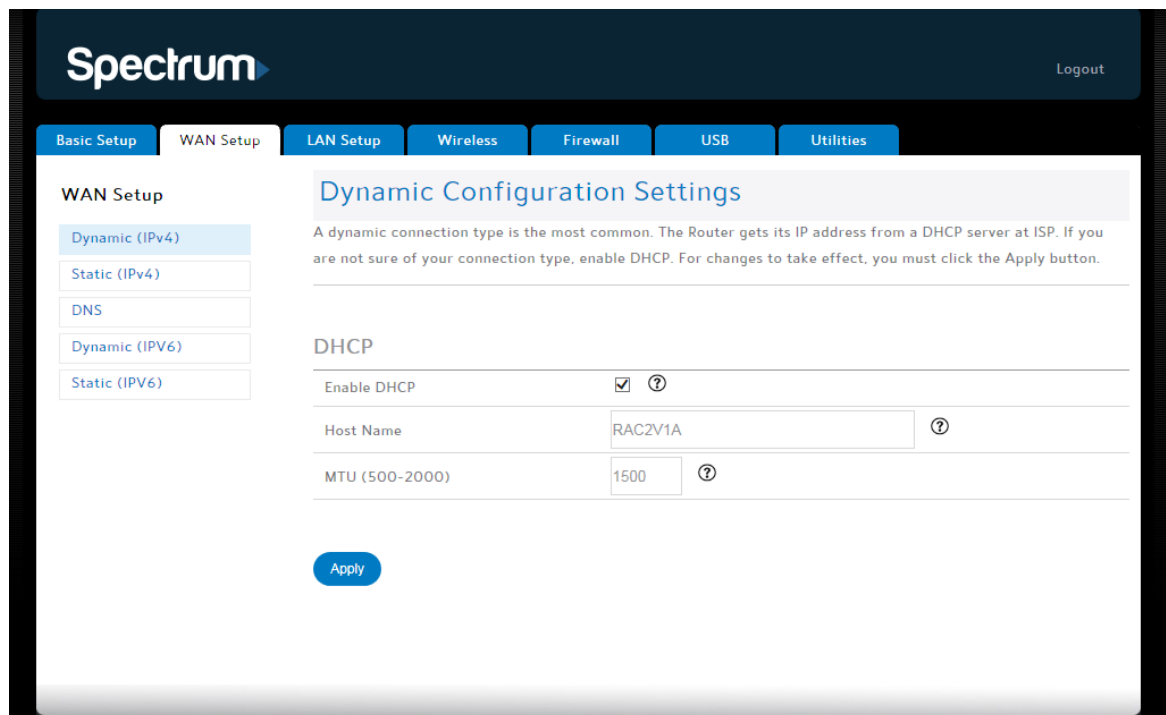 Spectrum
Logout
Basic Setup
WAN Setup
LAN Setup
Wireless
Firewall
USB
Utilities
WAN Setup
Dynamic (IPv4)
Static (IPv4)
DNS
Dynamic (IPV6)
Static (IPV6)
Dynamic Configuration Settings
A dynamic connection type is the most common. The Router gets its IP address from a DHCP server at ISP. If you
are not sure of your connection type, enable DHCP. For changes to take effect, you must click the Apply button.
DHCP
Enable DHCP ?
Host Name RAC2V1A ?
MTU (500-2000) 1500 ?
Apply